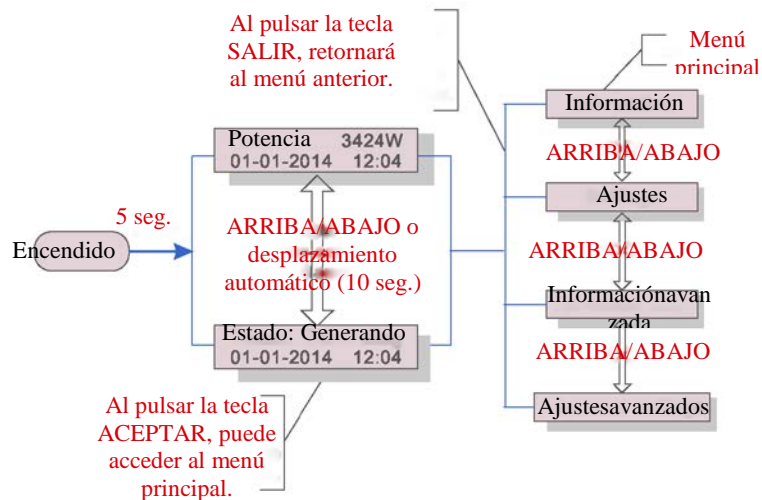 Al pulsar la tecla
SALIR, retornará
al menú anterior.
Menú
principal
Información
Potencia 3424W
01-01-2014 12:04
ARRIBA/ABAJO
5 seg.
Ajustes
Encendido
ARRIBA/ABAJO o
desplazamiento
automático (10 seg.)
ARRIBA/ABAJO
Informaciónavan
zada
Estado: Generando
01-01-2014 12:04
ARRIBA/ABAJO
Al pulsar la tecla
ACEPTAR, puede
acceder al menú
principal.
Ajustesavanzados